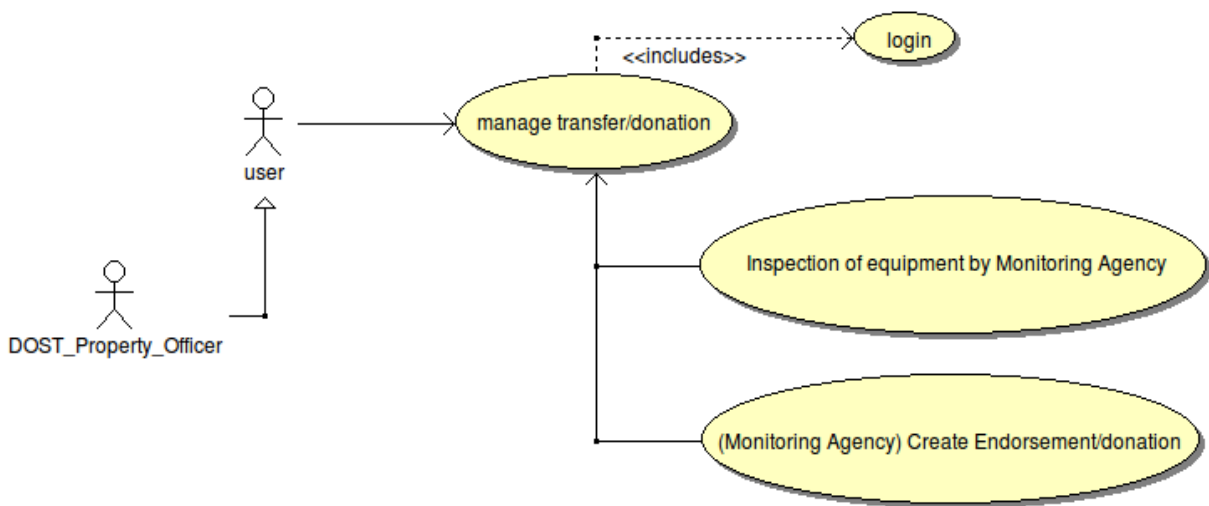 login
<<includes>>
manage transfer/donation
user
Inspection of equipment by Monitoring Agency
DOST_Property_Officer
(Monitoring Agency) Create Endorsement/donation